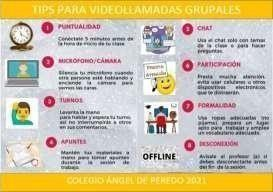 TIPS PARA VIDEOLLAMADAS GRUPALES
1 PUNTUALIDAD
Conéctate 5 minutos antes de
la hora de inicio de tu clase.
2 MICRÓFONO/CÁMARA
Silencia tu micrófono cuando
otra persona esté hablando y
enciende la cámara cuando
las normas de clase.
3 TURNOS
Levanta la mano
para hablar y espera tu turno,
así no interrumpirás a otros
en sus comentarios.
4 APUNTES
Mantén tus materiales a
mano para tomar apuntes
durante la sesión de
trabajo.
5 CHAT
Usa el chat solo con temas
de la clase o para hacer
preguntas.
6 PARTICIPACIÓN
Presta mucha atención,
evita usar celulares o otros
dispositivos electrónicos
que te distraigan.
7 FORMALIDAD
Usa ropas adecuadas (no
pijama), prepara un lugar
apto para trabajar y emplea
un vocabulario adecuado.
8 DESCONEXIÓN
Avísale al profesor (a) si
debes desconectarte antes
del fin de la sesión.
OFFLINE
COLEGIO ÁNGEL DE PEREDO 2021